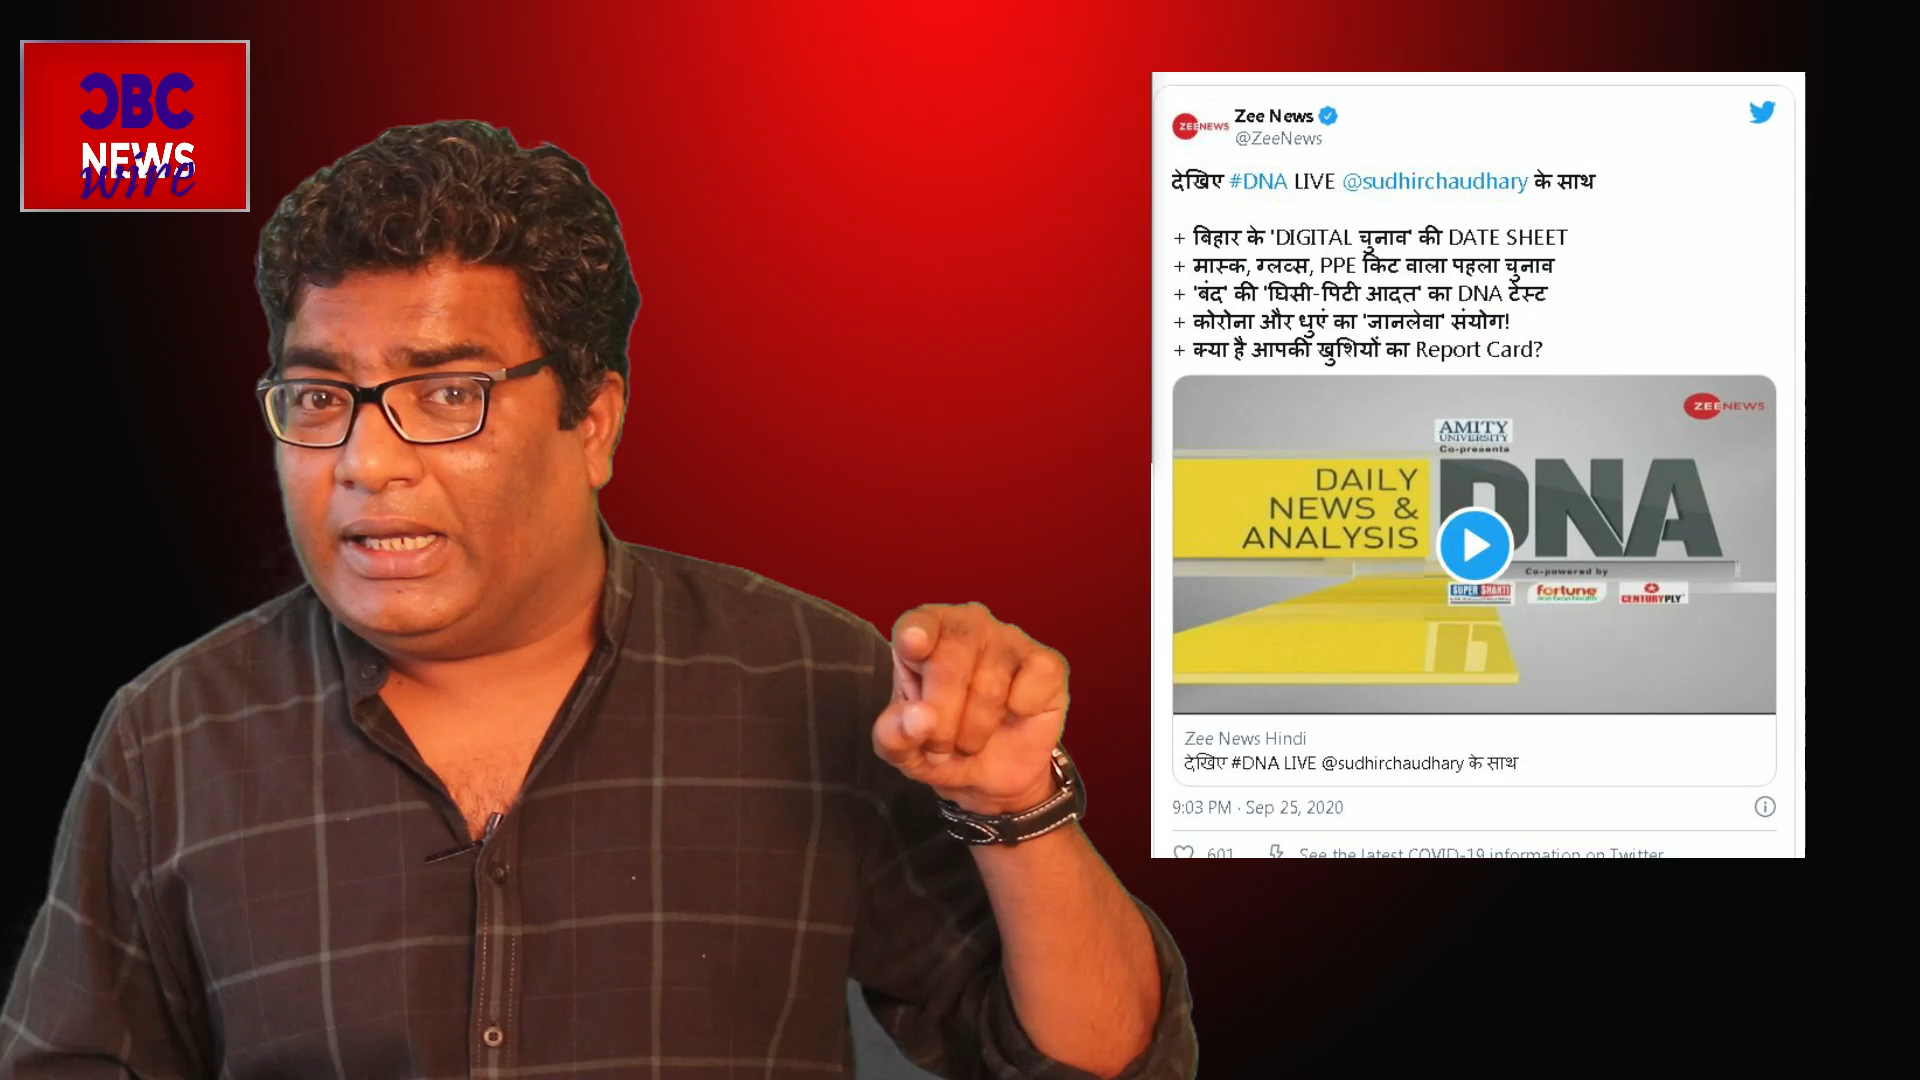 CBC
NEWS
wire
Zee News
ZEENEWS
@ZeeNews
देखिए #DNA LIVE @sudhirchaudhary के साथ
+ बिहार के 'DIGITAL चुनाव' की DATE SHEET
+ मास्क, ग्लव्स, PPE किट वाला पहला चुनाव
+ 'बंद' की 'घिसी-पिटी आदत' का DNA टेस्ट
+ कोरोना और धुएं का 'जानलेवा' संयोग!
+ क्या है आपकी खुशियों का Report Card?
ZEENEWS
AMITY
UNIVERSITY
Co-presents
DAILY
NEWS &
ANALYSIS
DNA
Co-powered by
SUPER SHAKTI
fortune
CENTURYPLY
Zee News Hindi
देखिए #DNA LIVE @sudhirchaudhary के साथ
9:03 PM · Sep 25, 2020
601 See the latest COVID-19 information on Twitter